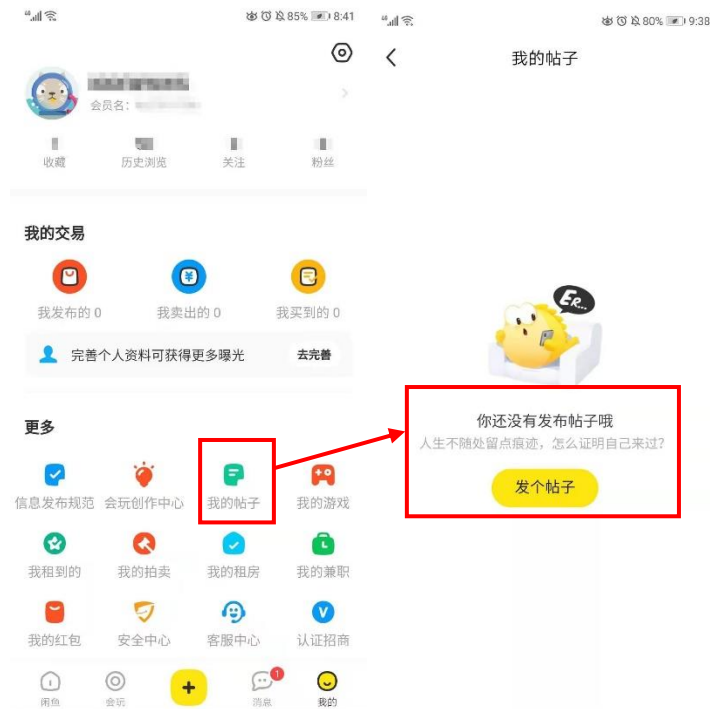 85% 8:41
会员名：
收藏 历史浏览 关注 粉丝
我的交易
我发布的 0 我卖出的 0 我买到的 0
完善个人资料可获得更多曝光 去完善
更多
信息发布规范 会玩创作中心 我的帖子 我的游戏
我租到的 我的拍卖 我的租房 我的兼职
V
我的红包 安全中心 客服中心 认证招商
1
闲鱼 会玩 消息 我的
80% 9:38
我的帖子
ER...
你还没有发布帖子哦
人生不随处留点痕迹，怎么证明自己来过？
发个帖子